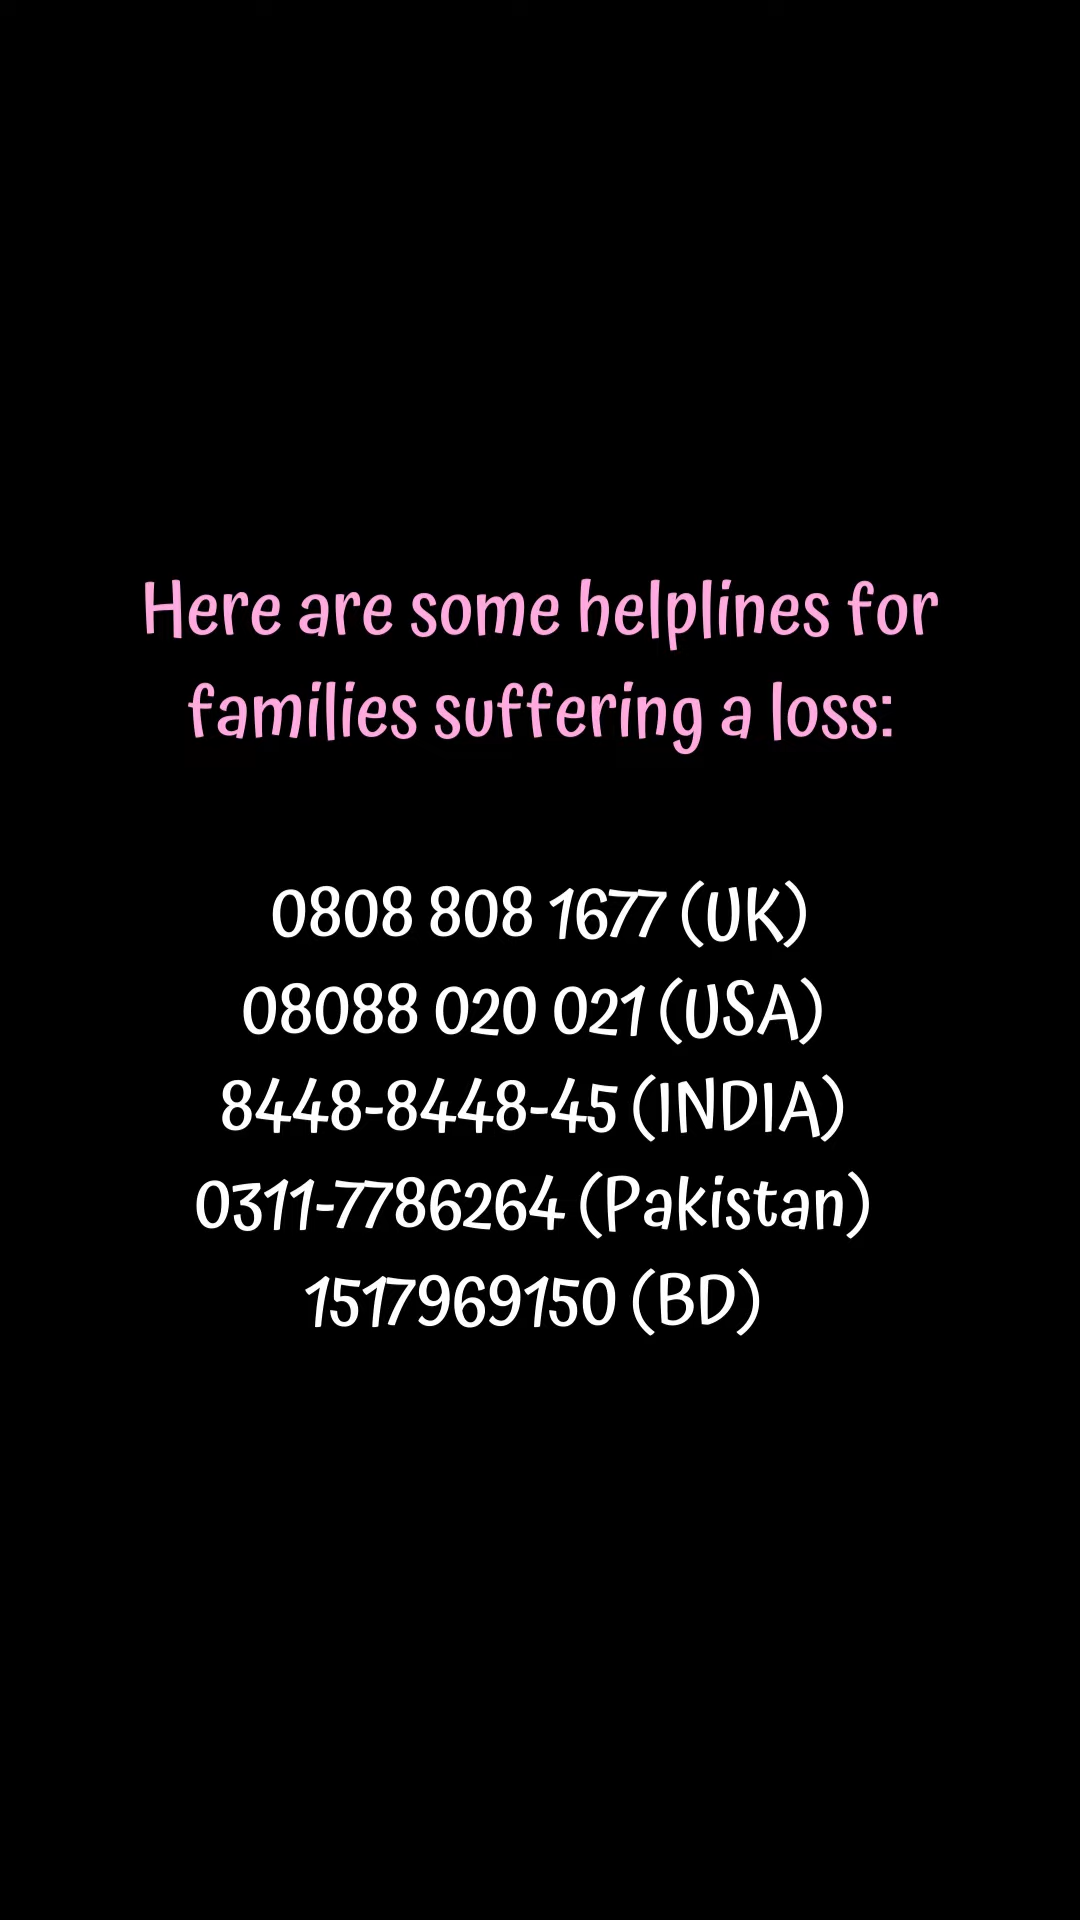 Here are some helplines for
families suffering a loss:
0808 808 1677 (UK)
08088 020 021 (USA)
8448-8448-45 (INDIA)
0311-7786264 (Pakistan)
1517969150 (BD)